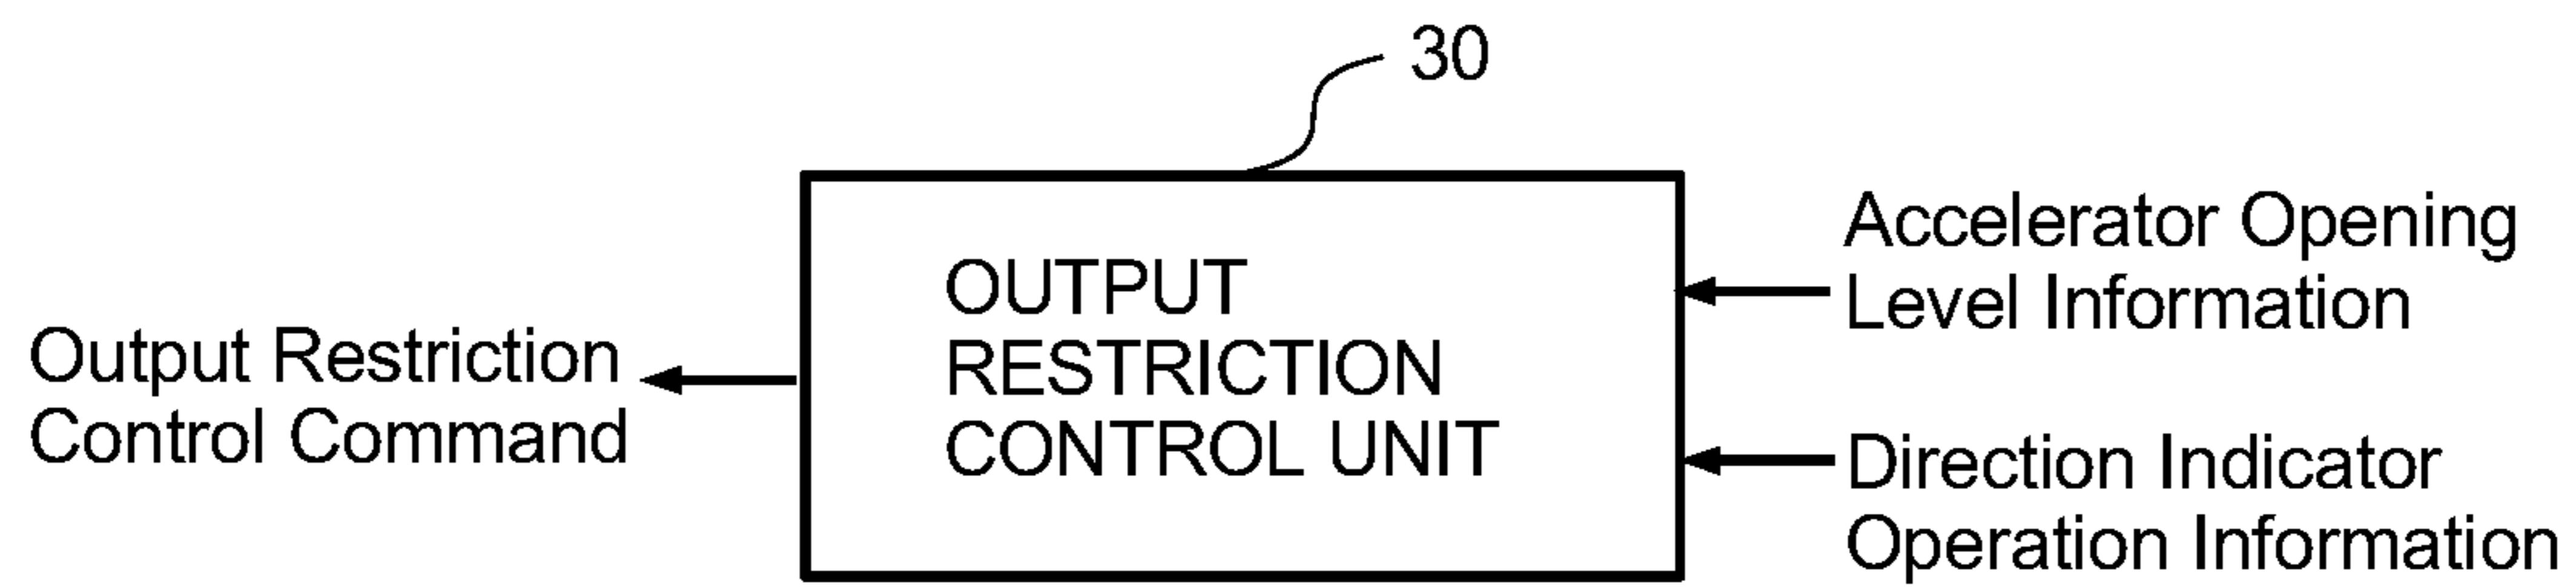 30
Output Restriction
Control Command
OUTPUT
RESTRICTION
CONTROL UNIT
Accelerator Opening
Level Information
Direction Indicator
Operation Information